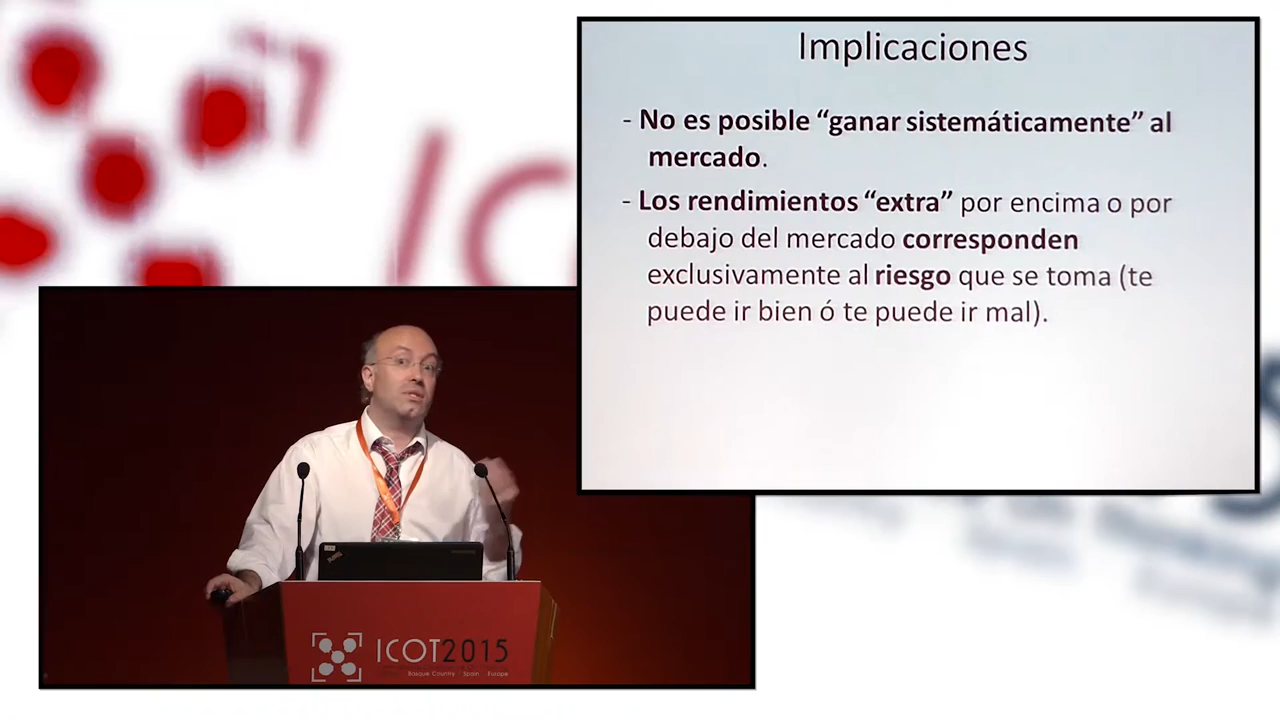 Implicaciones
- No es posible “ganar sistemáticamente” al
mercado.
- Los rendimientos “extra” por encima o por
debajo del mercado corresponden
exclusivamente al riesgo que se toma (te
puede ir bien ó te puede ir mal).
ICOT2015
Basque Country · Spain · Europe
IC